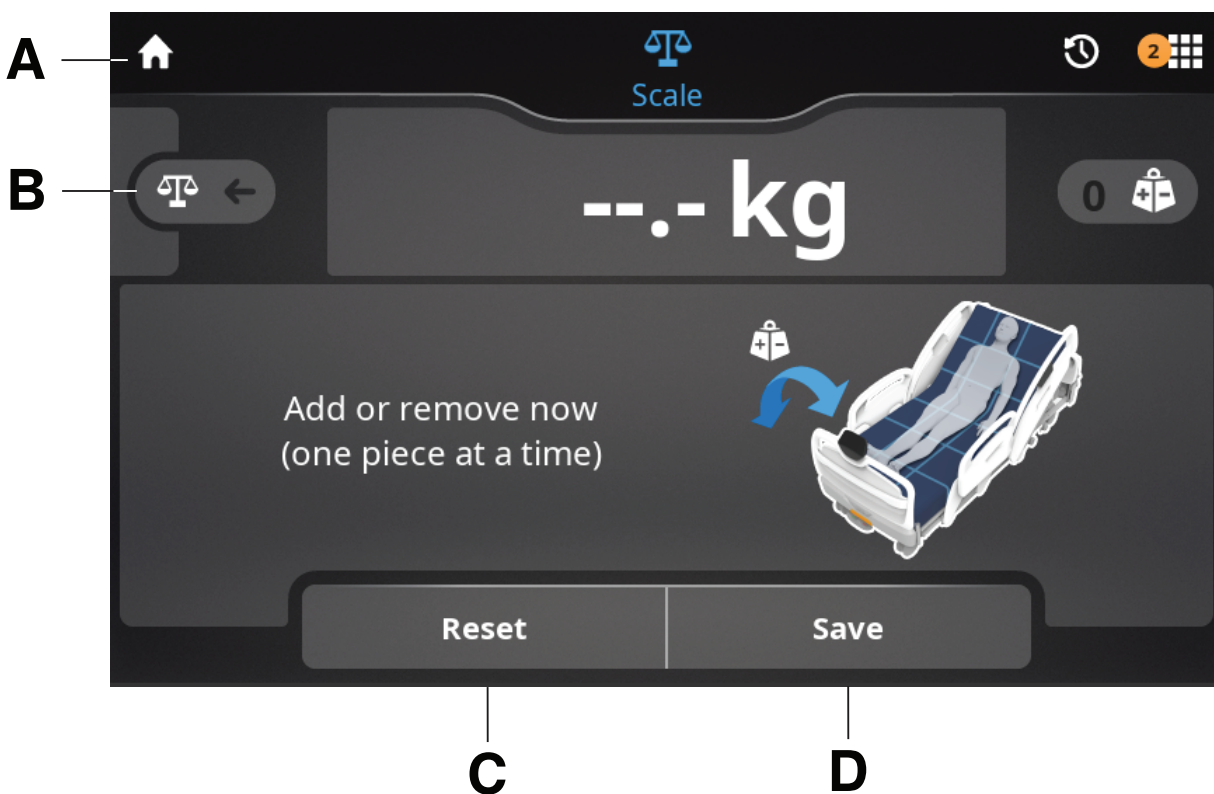 A
2
Scale
B
--.- kg
0
Add or remove now
(one piece at a time)
Reset
Save
C
D